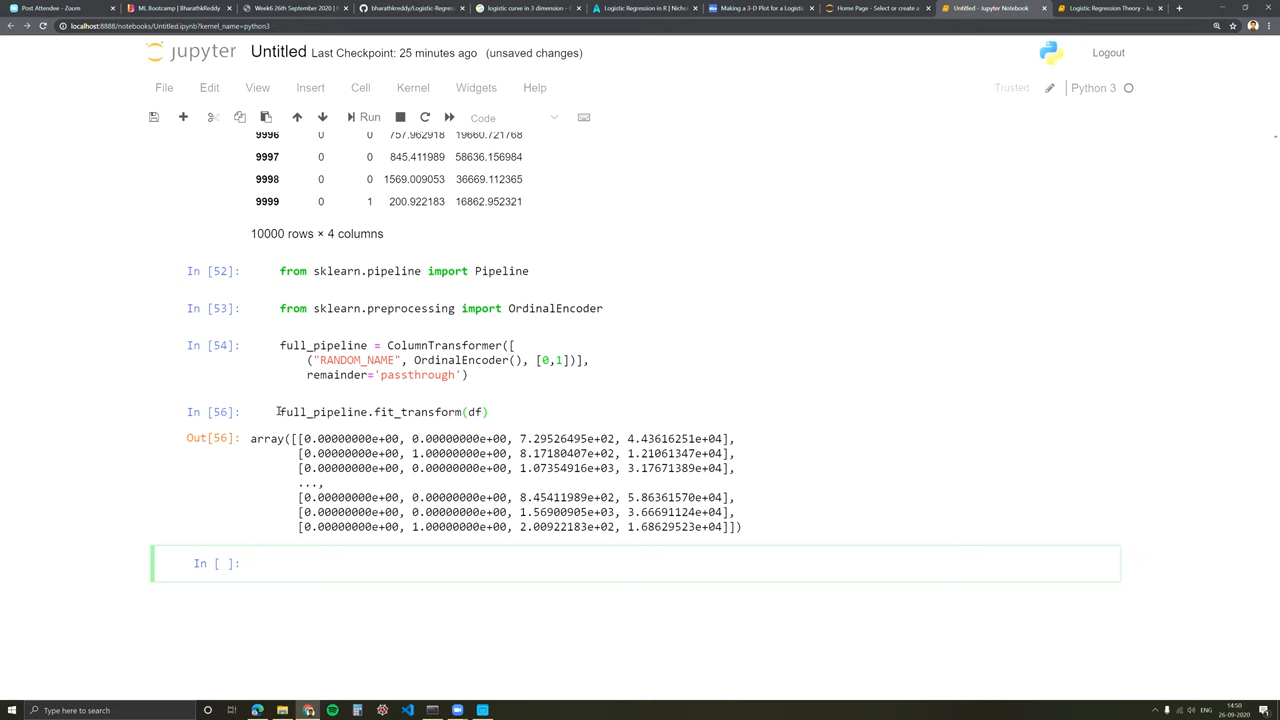 Post Attendee - Zoom
ML Bootcamp | BharathKReddy
Week6 26th September 2020 | M
bharathkreddy/Logistic-Regres
logistic curve in 3 dimension - G
Logistic Regression in R | Nichol
Making a 3-D Plot for a Logistic
Home Page - Select or create a
Untitled - Jupyter Notebook
Logistic Regression Theory - Ju
localhost:8888/notebooks/Untitled.ipynb?kernel_name=python3
jupyter Untitled Last Checkpoint: 25 minutes ago (unsaved changes) Logout
File Edit View Insert Cell Kernel Widgets Help Trusted Python 3
Run Code
9996 0 0 757.962918 19660.721768
9997 0 0 845.411989 58636.156984
9998 0 0 1569.009053 36669.112365
9999 0 1 200.922183 16862.952321
10000 rows × 4 columns
In [52]: from sklearn.pipeline import Pipeline
In [53]: from sklearn.preprocessing import OrdinalEncoder
In [54]: full_pipeline = ColumnTransformer([
("RANDOM_NAME", OrdinalEncoder(), [0,1])],
remainder='passthrough')
In [56]: full_pipeline.fit_transform(df)
Out[56]: array([[0.00000000e+00, 0.00000000e+00, 7.29526495e+02, 4.43616251e+04],
[0.00000000e+00, 1.00000000e+00, 8.17180407e+02, 1.21061347e+04],
[0.00000000e+00, 0.00000000e+00, 1.07354916e+03, 3.17671389e+04],
...,
[0.00000000e+00, 0.00000000e+00, 8.45411989e+02, 5.86361570e+04],
[0.00000000e+00, 0.00000000e+00, 1.56900905e+03, 3.66691124e+04],
[0.00000000e+00, 1.00000000e+00, 2.00922183e+02, 1.68629523e+04]])
In [ ]:
Type here to search
ENG
14:50
26-09-2020